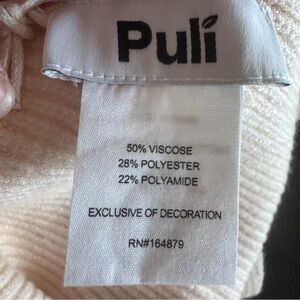 Puli
50% VISCOSE
28% POLYESTER
22% POLYAMIDE
EXCLUSIVE OF DECORATION
RN#164879